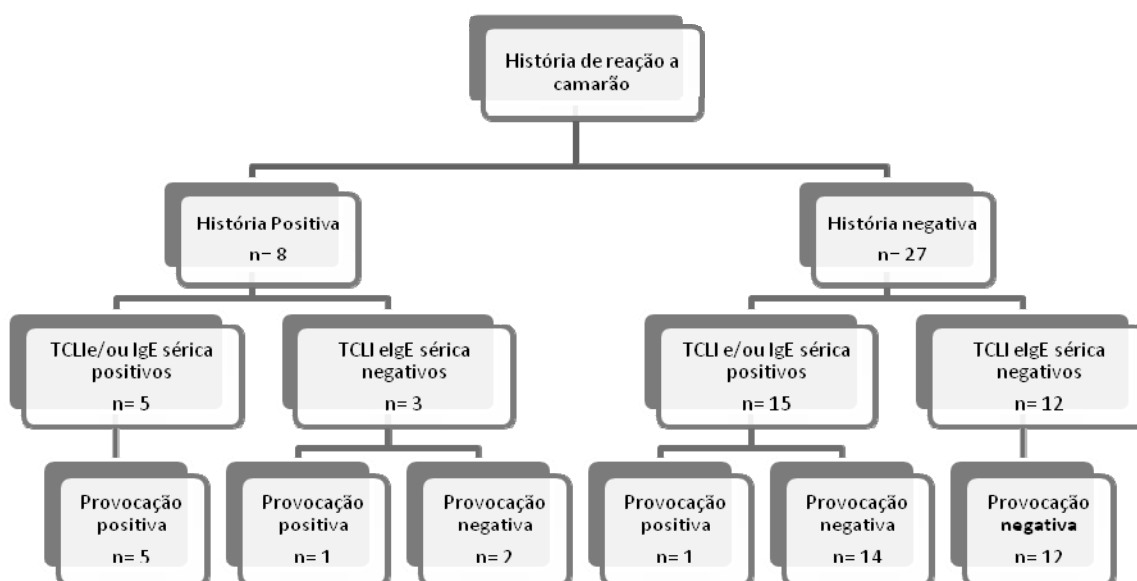 História de reação a
camarão
História Positiva
n= 8
História negativa
n= 27
TCLIe/ou IgE sérica
positivos
n= 5
TCLI eIgE sérica
negativos
n= 3
TCLI e/ou IgE sérica
positivos
n= 15
TCLI eIgE sérica
negativos
n= 12
Provocação
positiva
n= 5
Provocação
positiva
n= 1
Provocação
negativa
n= 2
Provocação
positiva
n= 1
Provocação
negativa
n= 14
Provocação
negativa
n= 12